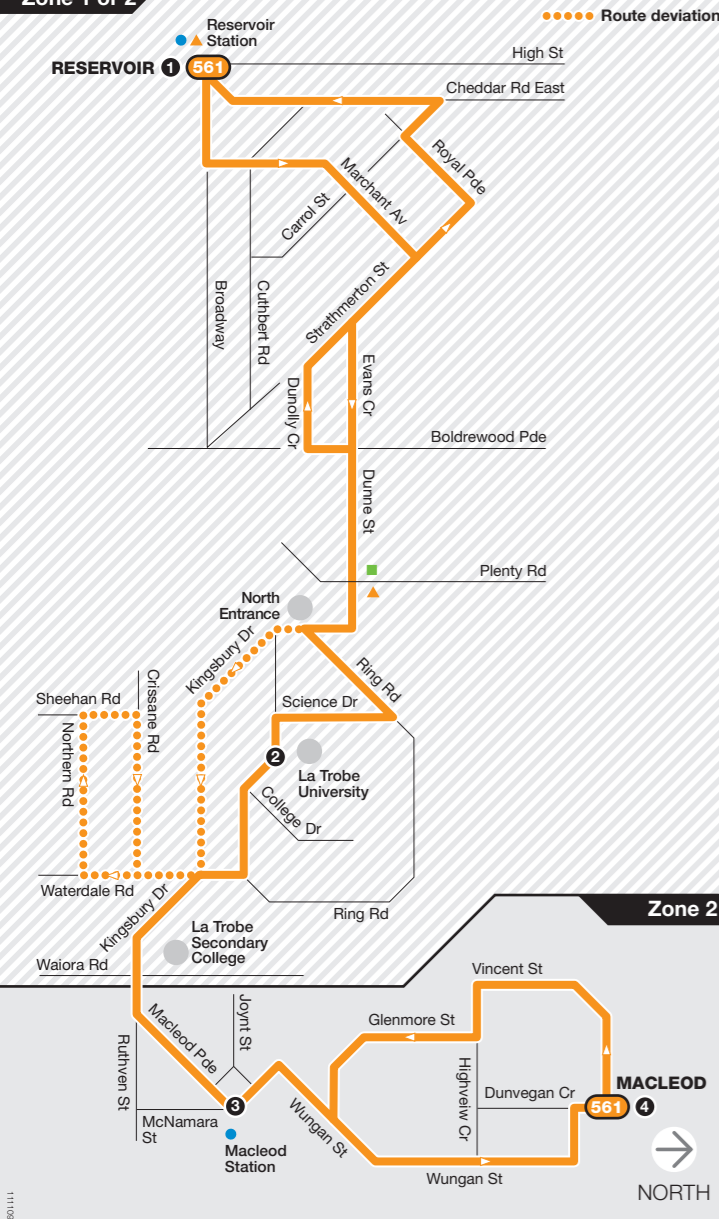 Zone 1 or 2
Route deviation
Reservoir
Station
RESERVOIR 1 561
High St
Cheddar Rd East
Royal Pde
Marchant Av
Carrol St
Strathmerton St
Broadway
Cuthbert Rd
Evans Cr
Dunolly Cr
Boldrewood Pde
Dunne St
Plenty Rd
North
Entrance
Kingsbury Dr
Ring Rd
Crissane Rd
Sheehan Rd
Science Dr
Northern Rd
2
La Trobe
University
College Dr
Waterdale Rd
Kingsbury Dr
Ring Rd
Zone 2
La Trobe
Secondary
College
Waiora Rd
Vincent St
Joynt St
Glenmore St
Macleod Pde
Ruthven St
Highveiw Cr
MACLEOD
Dunvegan Cr
561 4
3
McNamara
St
Wungan St
Macleod
Station
Wungan St
NORTH
111109